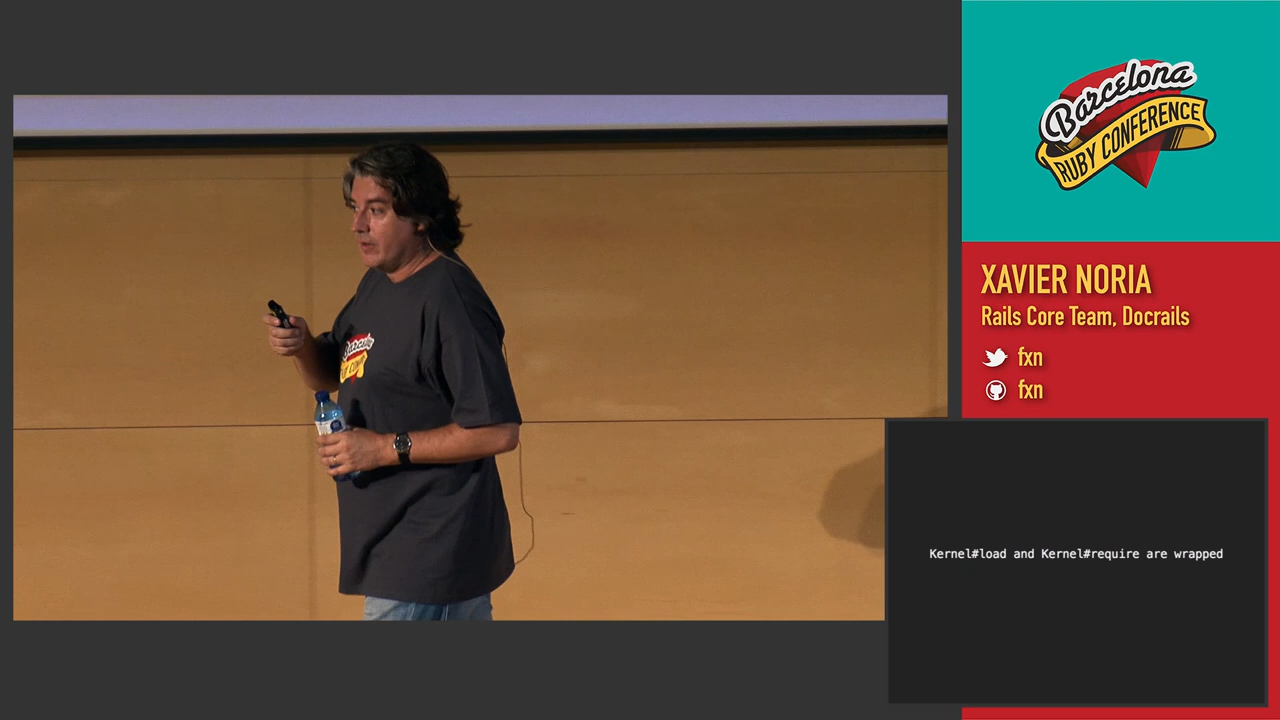 Barcelona
RUBY CONFERENCE
XAVIER NORIA
Rails Core Team, Docrails
fxn
fxn
Kernel#load and Kernel#require are wrapped